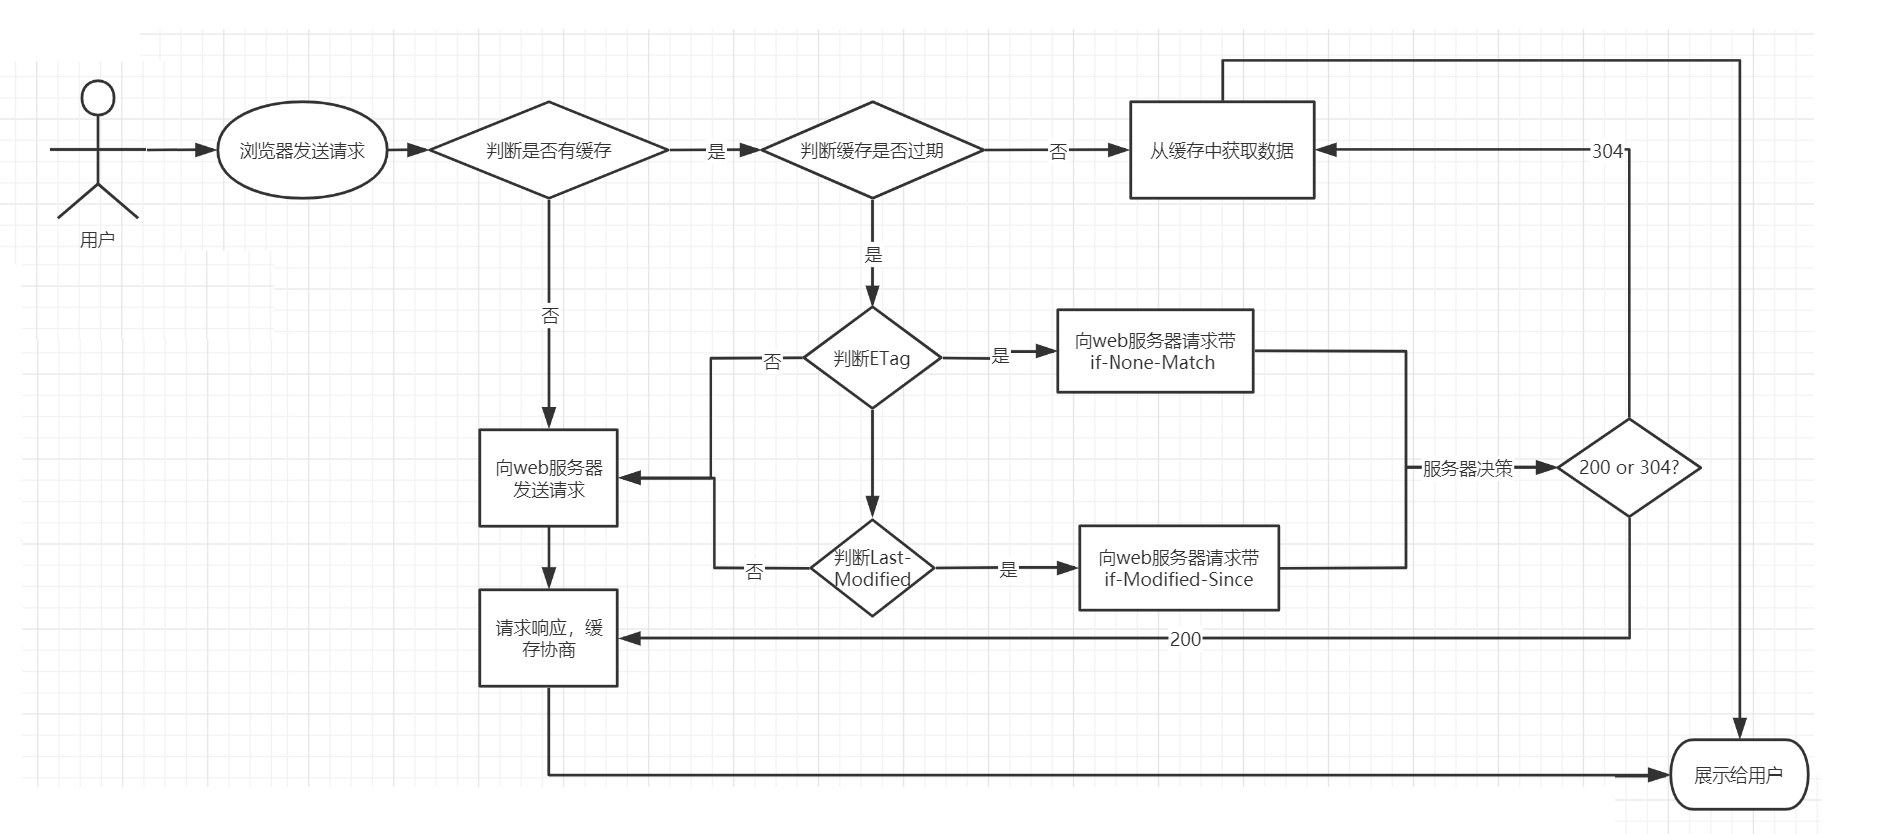 用户
浏览器发送请求
判断是否有缓存
是
判断缓存是否过期
否
从缓存中获取数据
304
是
否
否
判断ETag
是
向web服务器请求带
if-None-Match
向web服务器
发送请求
服务器决策
200 or 304?
否
判断Last-
Modified
是
向web服务器请求带
if-Modified-Since
请求响应，缓
存协商
200
展示给用户